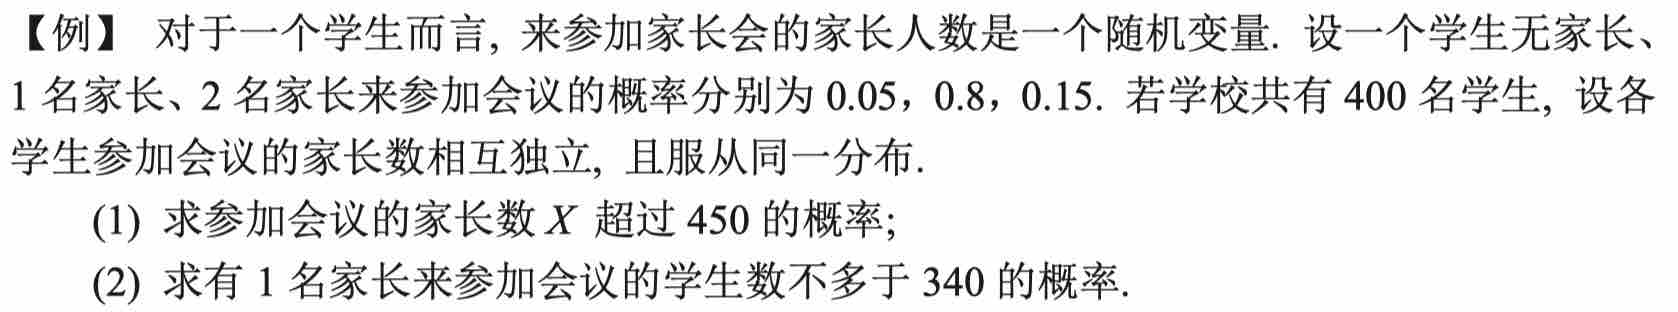 【例】 对于一个学生而言, 来参加家长会的家长人数是一个随机变量. 设一个学生无家长、
1 名家长、2 名家长来参加会议的概率分别为 0.05，0.8，0.15. 若学校共有 400 名学生, 设各
学生参加会议的家长数相互独立, 且服从同一分布.
(1) 求参加会议的家长数 X 超过 450 的概率;
(2) 求有 1 名家长来参加会议的学生数不多于 340 的概率.